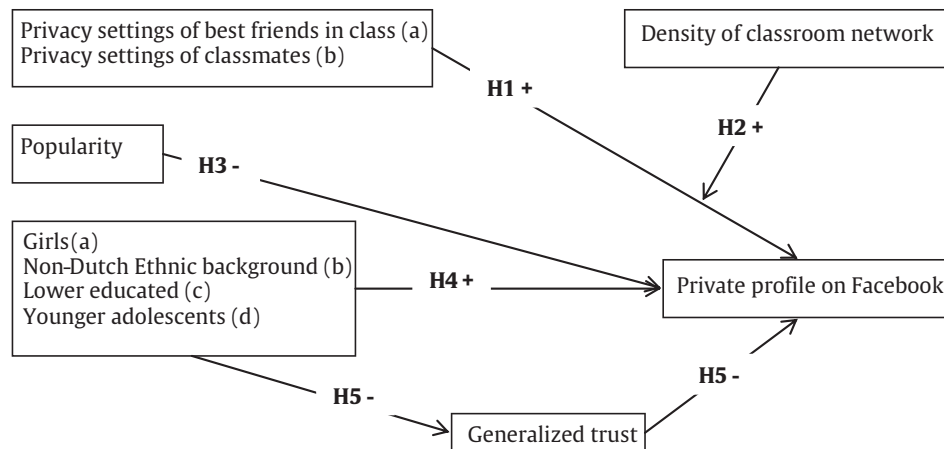 Privacy settings of best friends in class (a)
Privacy settings of classmates (b)
Density of classroom network
H1 +
H2 +
Popularity
H3 -
Girls(a)
Non-Dutch Ethnic background (b)
Lower educated (c)
Younger adolescents (d)
H4 +
Private profile on Facebook
H5 -
H5 -
Generalized trust